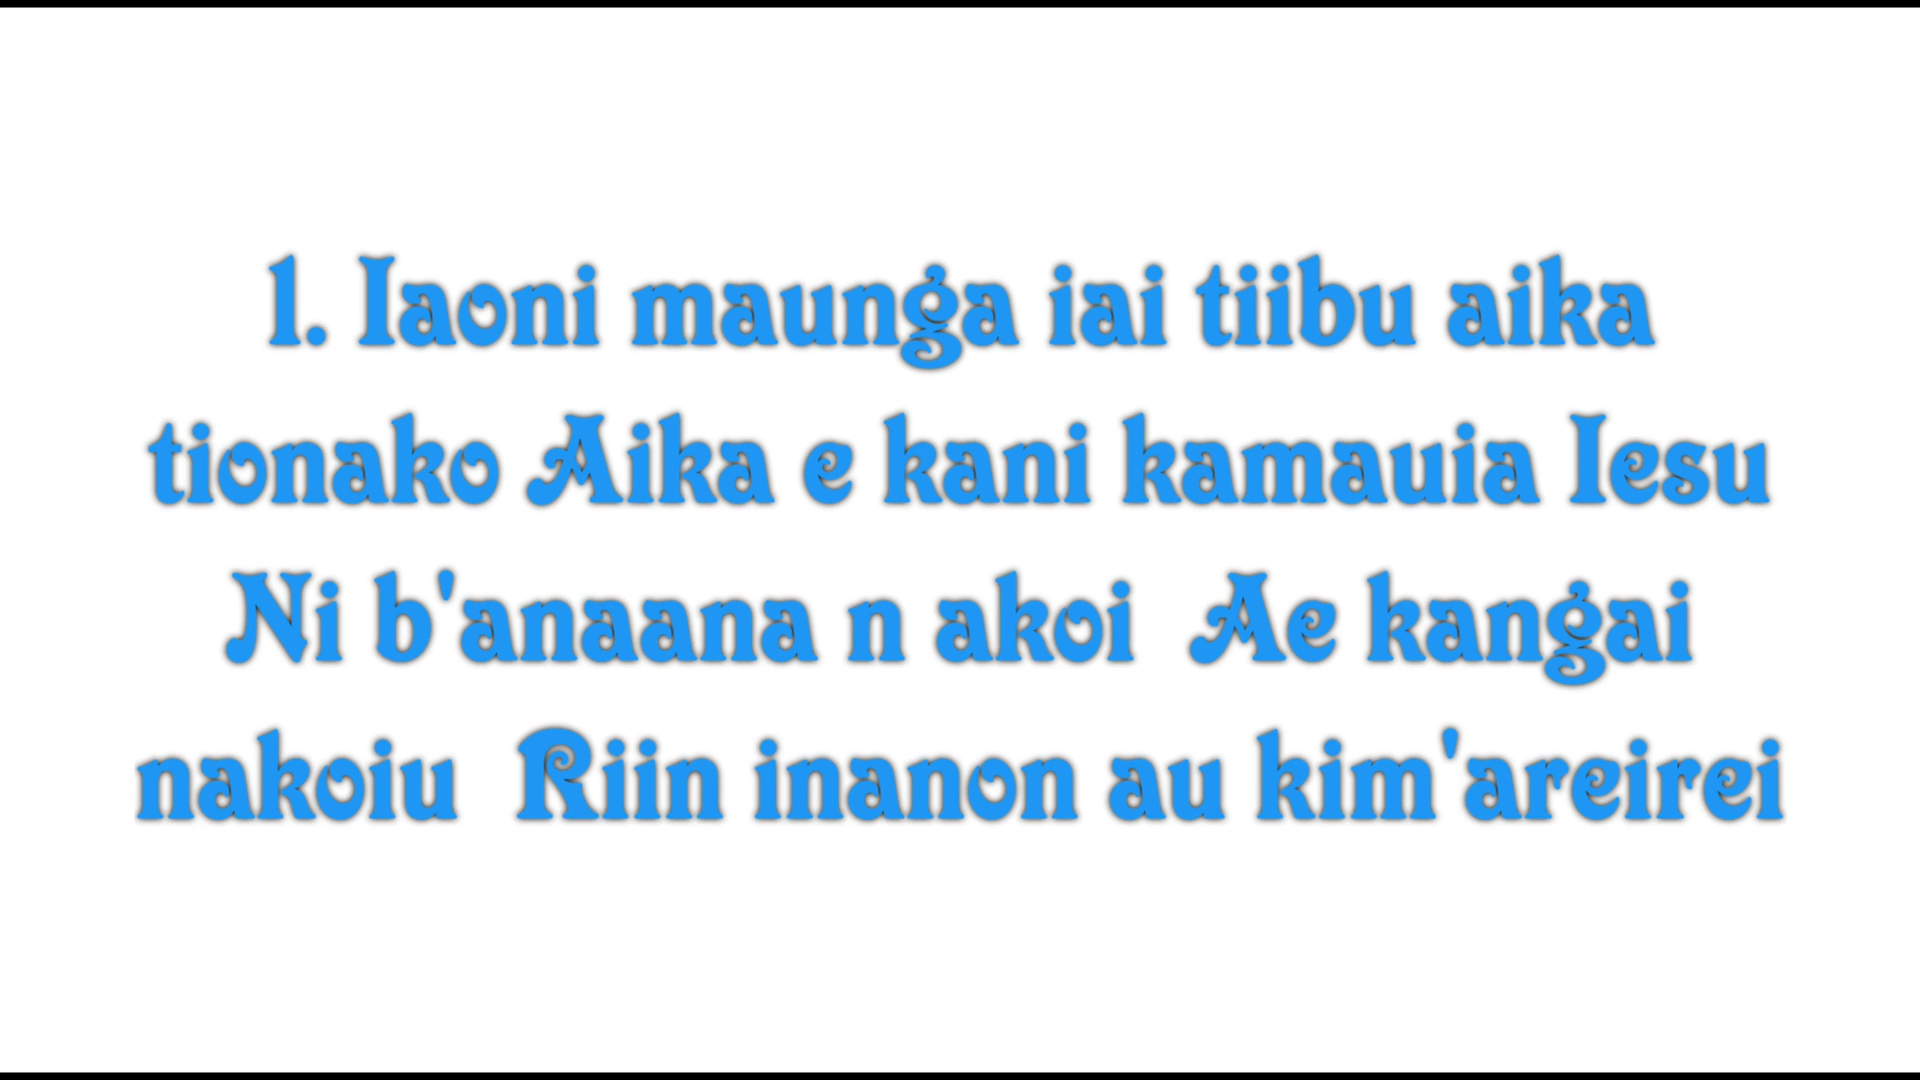 1. Iaoni maunga iai tiibu aika
tionako Aika e kani kamauia Iesu
Ni b'anaana n akoi  Ae kangai
nakoiu  Riin inanon au kim'areirei